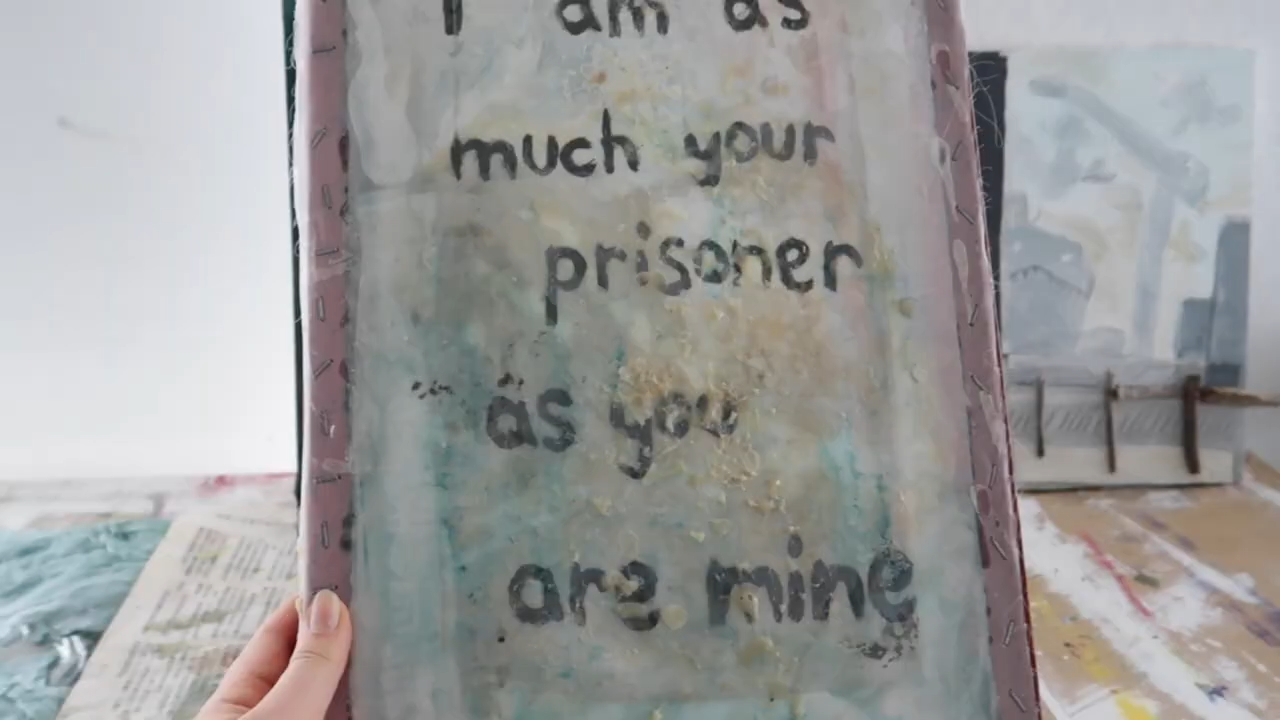 I am as
much your
prisoner
as you
are mine